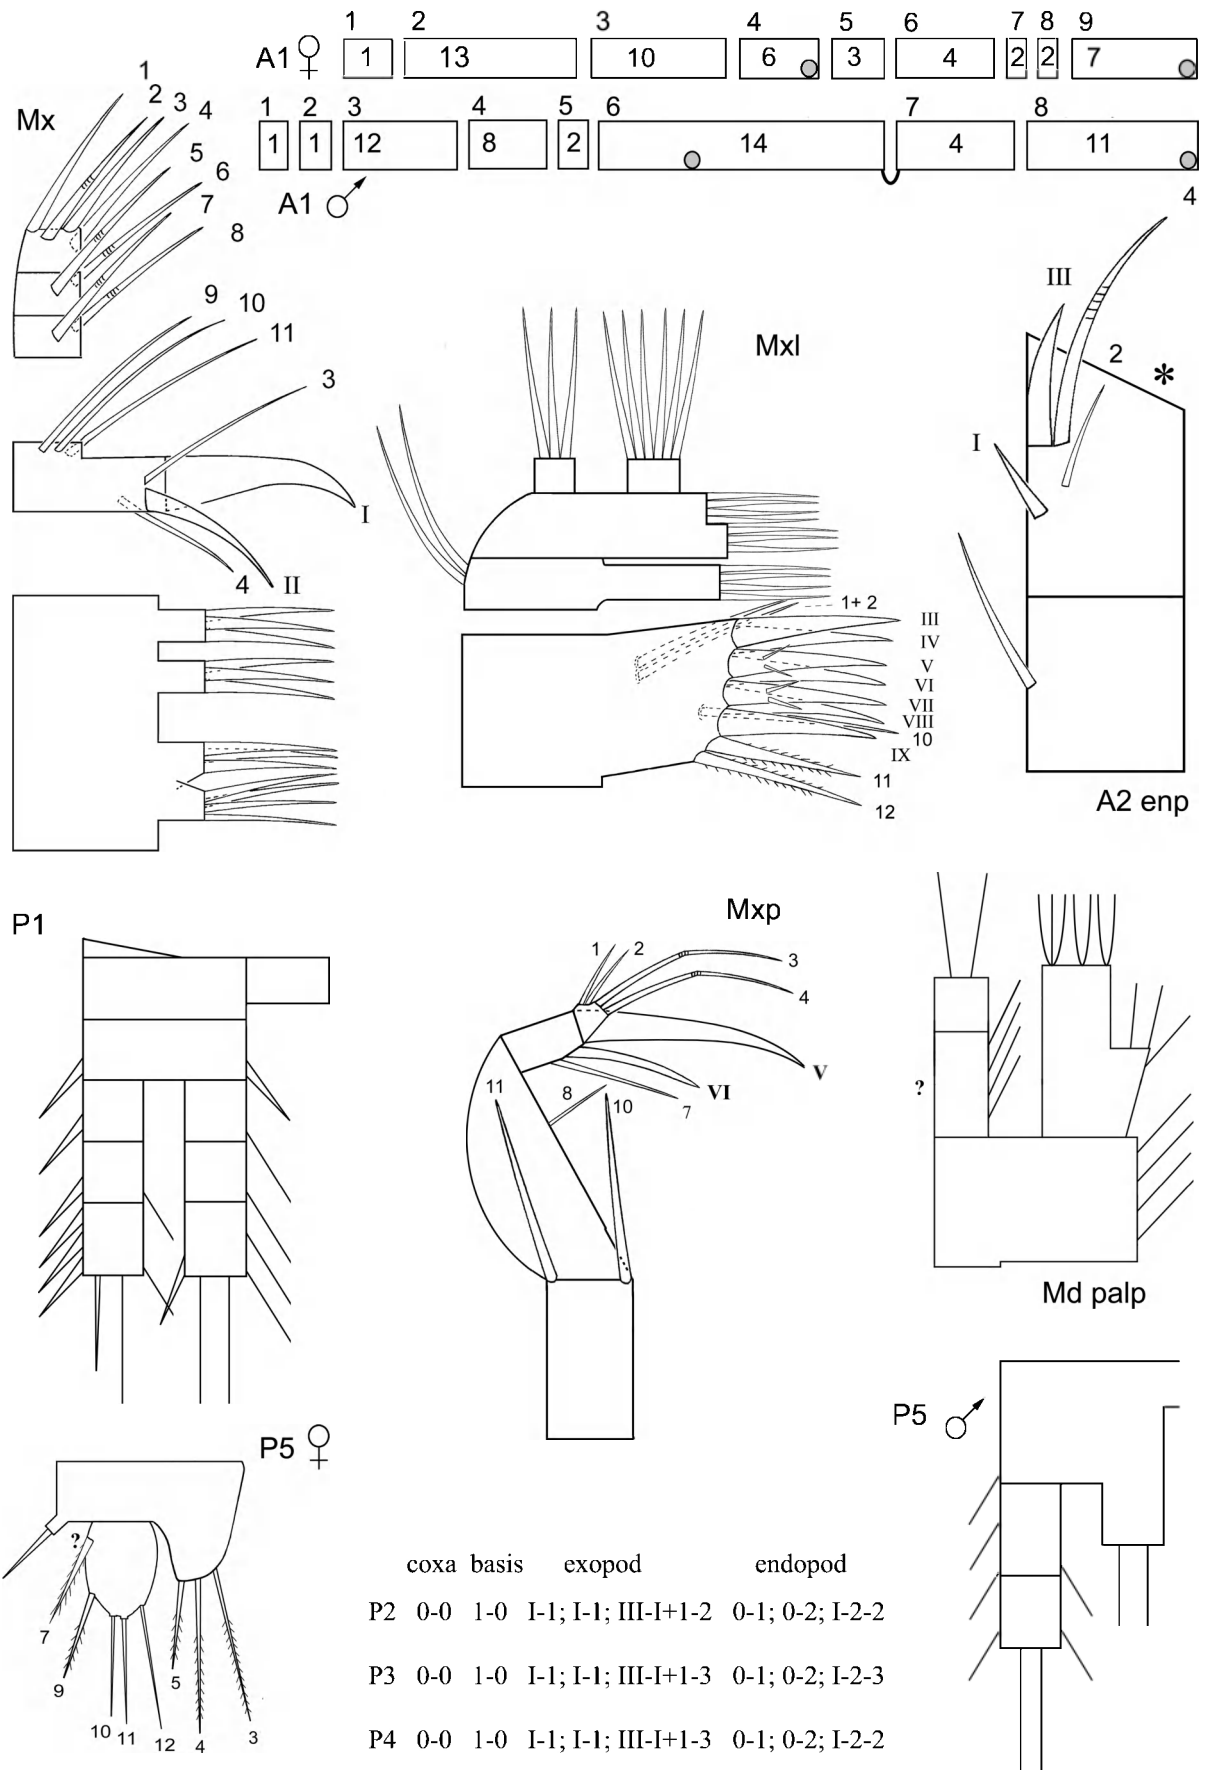 1 2 3 4 5 6 7 8 9
A1 ♀ 1 13 10 6 3 4 2 2 7
1 2 3 4 5 6 7 8
1 1 12 8 2 14 4 11
A1 ♂
Mx
1
2 3 4
5
6
7
8
9 10
11
3
I
4 II
Mxl
1+ 2
III
IV
V
VI
VII
VIII
10
IX
11
12
4
III
2
*
I
A2 enp
P1
Mxp
1 2
3
4
V
VI
7
8
10
11
?
Md palp
P5 ♀
?
7
9
10 11 12
5
4
3
P5 ♂
coxa basis exopod endopod
P2 0-0 1-0 I-1; I-1; III-I+1-2 0-1; 0-2; I-2-2
P3 0-0 1-0 I-1; I-1; III-I+1-3 0-1; 0-2; I-2-3
P4 0-0 1-0 I-1; I-1; III-I+1-3 0-1; 0-2; I-2-2